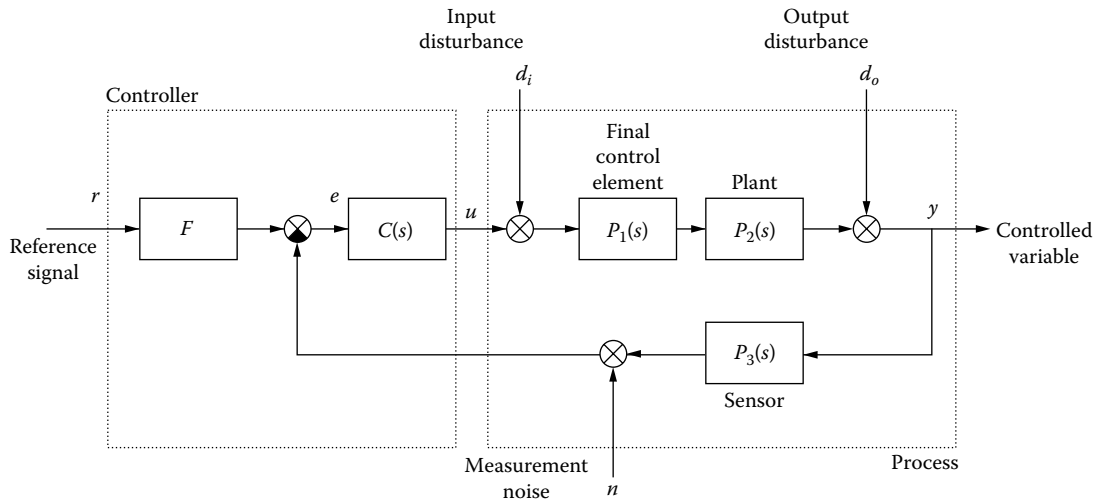 Input
disturbance
d_i
Output
disturbance
d_o
Controller
Final
control
element
Plant
r
e
u
y
F
C(s)
P_1(s)
P_2(s)
Reference
signal
Controlled
variable
P_3(s)
Sensor
Measurement
noise
n
Process